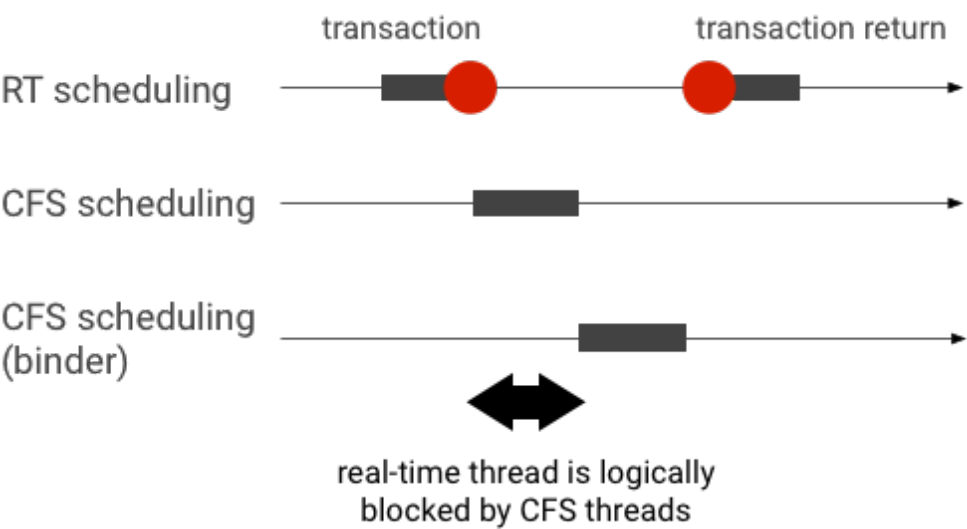 transaction
transaction return
RT scheduling
CFS scheduling
CFS scheduling
(binder)
real-time thread is logically
blocked by CFS threads